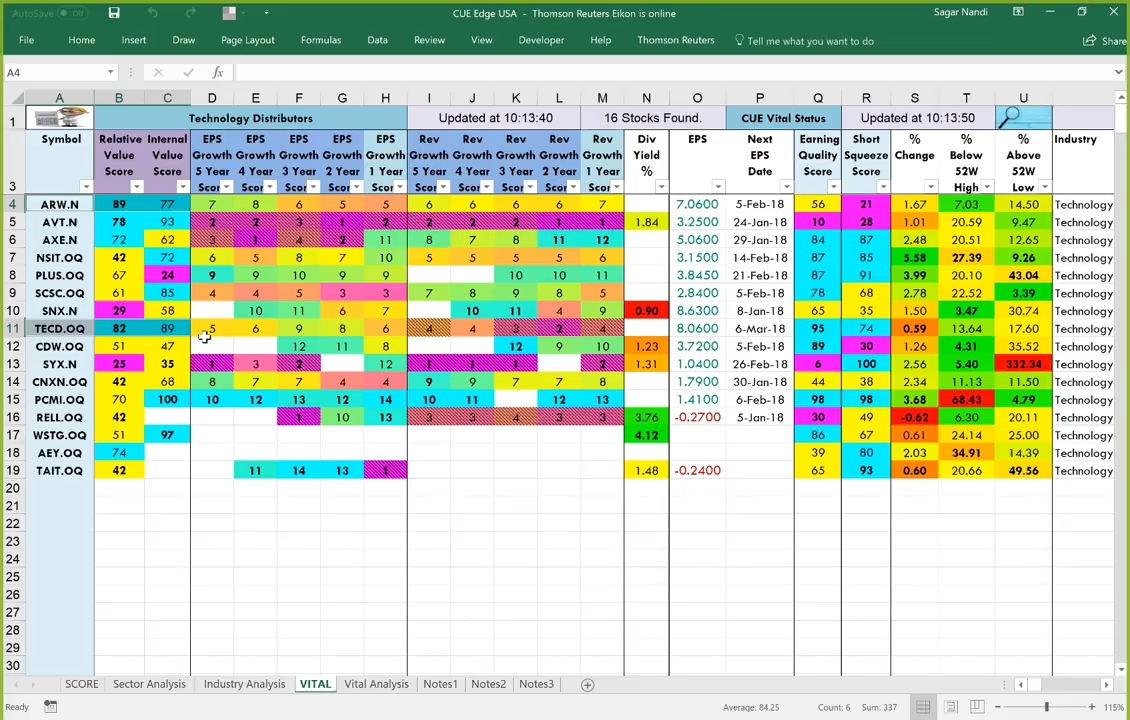 AutoSave Off CUE Edge USA - Thomson Reuters Eikon is online Sagar Nandi
File Home Insert Draw Page Layout Formulas Data Review View Developer Help Thomson Reuters Tell me what you want to do Share
A4 fx
A B C D E F G H I J K L M N O P Q R S T U
1 Technology Distributors Updated at 10:13:40 16 Stocks Found. CUE Vital Status Updated at 10:13:50
Symbol Relative Internal EPS EPS EPS EPS EPS Rev Rev Rev Rev Rev Div EPS Next Earning Short % % % Industry
Value Value Growth Growth Growth Growth Growth Growth Growth Growth Growth Growth Yield EPS Quality Squeeze Change Below Above
Score Score 5 Year 4 Year 3 Year 2 Year 1 Year 5 Year 4 Year 3 Year 2 Year 1 Year % Date Score Score 52W 52W
3 Scor Scor Scor Scor Scor Scor Scor Scor Scor Scor High Low
4 ARW.N 89 77 7 8 6 5 5 6 6 6 6 7 7.0600 5-Feb-18 56 21 1.67 7.03 14.50 Technology
5 AVT.N 78 93 2 2 3 1 2 2 2 2 1 1 1.84 3.2500 24-Jan-18 10 28 1.01 20.59 9.47 Technology
6 AXE.N 72 62 3 1 4 2 11 8 7 8 11 12 5.0600 29-Jan-18 84 87 2.48 20.51 12.65 Technology
7 NSIT.OQ 42 72 6 5 8 7 10 5 5 5 5 6 3.1500 14-Feb-18 87 85 5.58 27.39 9.26 Technology
8 PLUS.OQ 67 24 9 9 10 9 9 10 10 11 3.8450 21-Feb-18 87 91 3.99 20.10 43.04 Technology
9 SCSC.OQ 61 85 4 4 5 3 3 7 8 9 8 5 2.8400 5-Feb-18 78 68 2.78 22.52 3.39 Technology
10 SNX.N 29 58 10 11 6 7 10 11 8 9 0.90 8.6300 8-Jan-18 65 35 1.50 3.47 30.74 Technology
11 TECD.OQ 82 89 5 6 9 8 6 4 4 3 2 4 8.0600 6-Mar-18 95 74 0.59 13.64 17.60 Technology
12 CDW.OQ 51 47 12 11 8 12 9 10 1.23 3.7200 6-Feb-18 89 30 1.26 4.31 35.52 Technology
13 SYX.N 25 35 1 3 2 12 1 1 1 2 1.31 1.0400 26-Feb-18 6 100 2.56 5.40 332.34 Technology
14 CNXN.OQ 42 68 8 7 7 4 4 9 9 7 7 8 1.7900 30-Jan-18 44 38 2.34 11.13 11.50 Technology
15 PCMI.OQ 70 100 10 12 13 12 14 10 11 12 13 1.4100 6-Feb-18 98 98 3.68 68.43 4.79 Technology
16 RELL.OQ 42 1 10 13 3 3 4 3 3 3.76 -0.2700 5-Jan-18 30 49 -0.62 6.30 20.11 Technology
17 WSTG.OQ 51 97 4.12 86 67 0.61 24.14 25.00 Technology
18 AEY.OQ 74 39 80 2.03 34.91 14.39 Technology
19 TAIT.OQ 42 11 14 13 1 1.48 -0.2400 65 93 0.60 20.66 49.56 Technology
20
21
22
23
24
25
26
27
28
29
30
SCORE Sector Analysis Industry Analysis VITAL Vital Analysis Notes1 Notes2 Notes3
Ready Average: 84.25 Count: 6 Sum: 337 115%